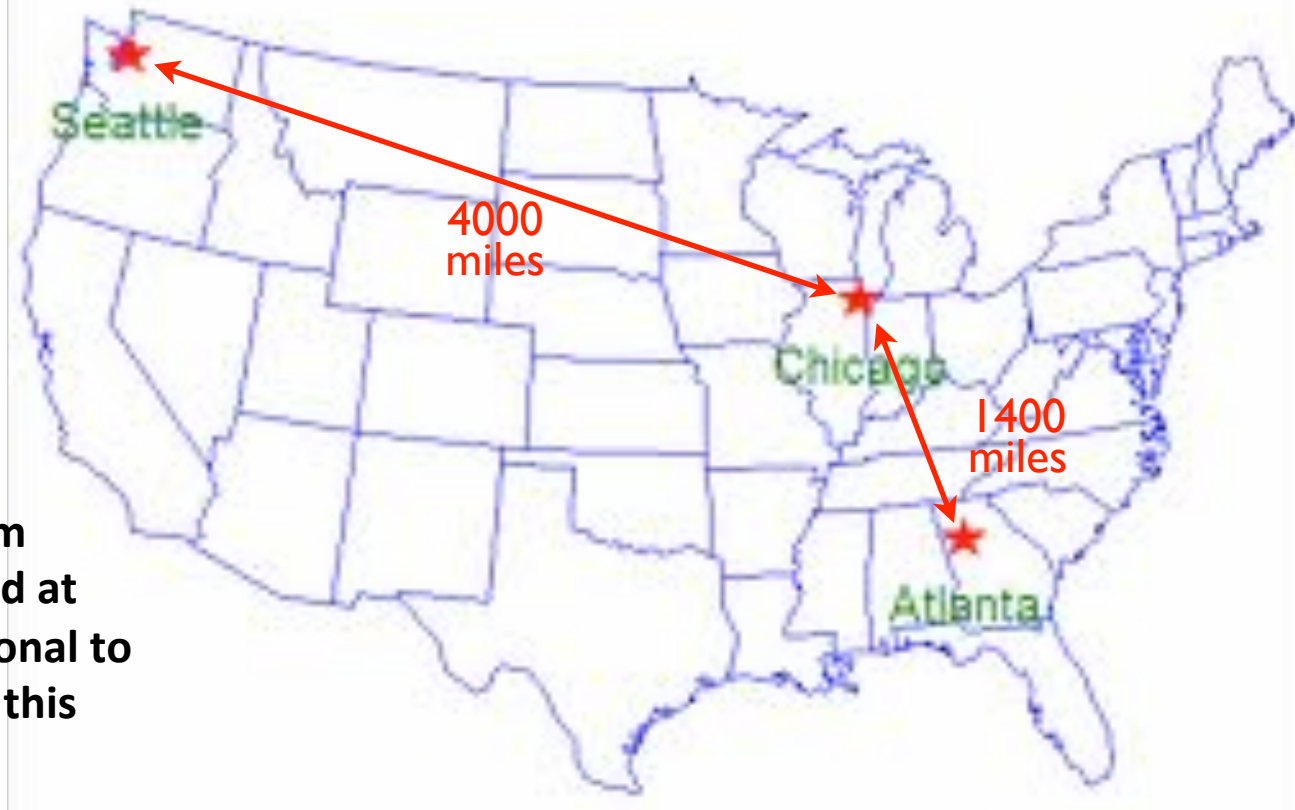 Seattle
4000
miles
Chicago
1400
miles
m
d at
Atlanta
onal to
this